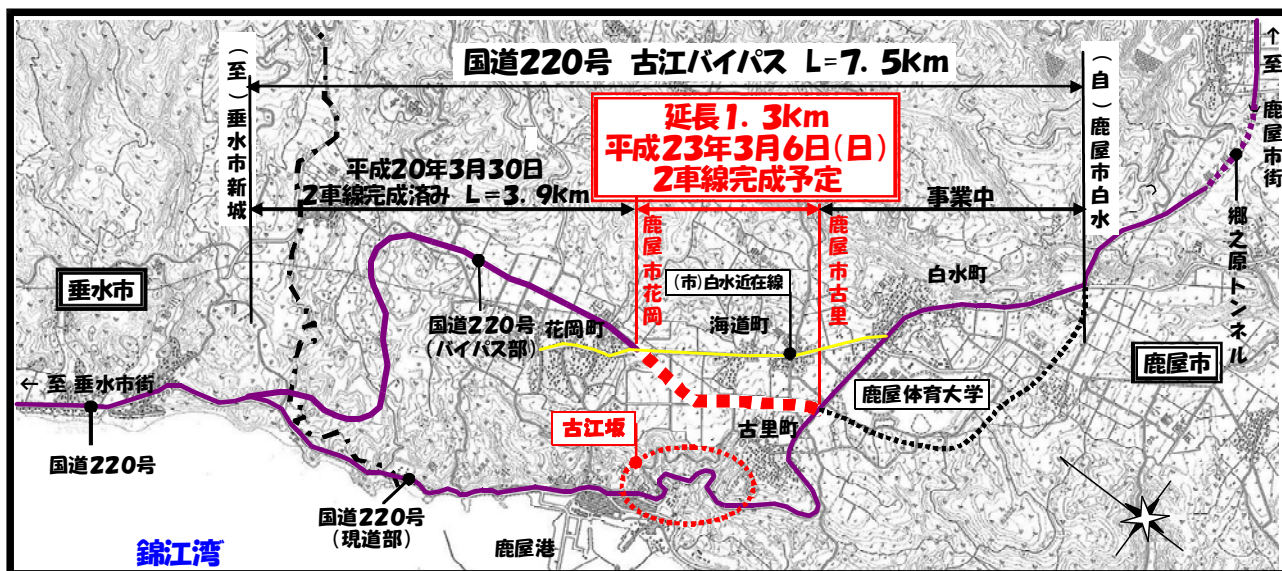 国道220号 古江バイパス L=7.5km
(至)垂水市新城
(自)鹿屋市白水
↑至 鹿屋市街
延長1.3km
平成23年3月6日(日)
2車線完成予定
平成20年3月30日
2車線完成済み L=3.9km
事業中
鹿屋市花岡
鹿屋市古里
郷之原トンネル
垂水市
(市)白水近在線
白水町
国道220号
(バイパス部)
花岡町
海道町
鹿屋市
← 至 垂水市街
鹿屋体育大学
古江坂
古里町
国道220号
国道220号
(現道部)
鹿屋港
錦江湾